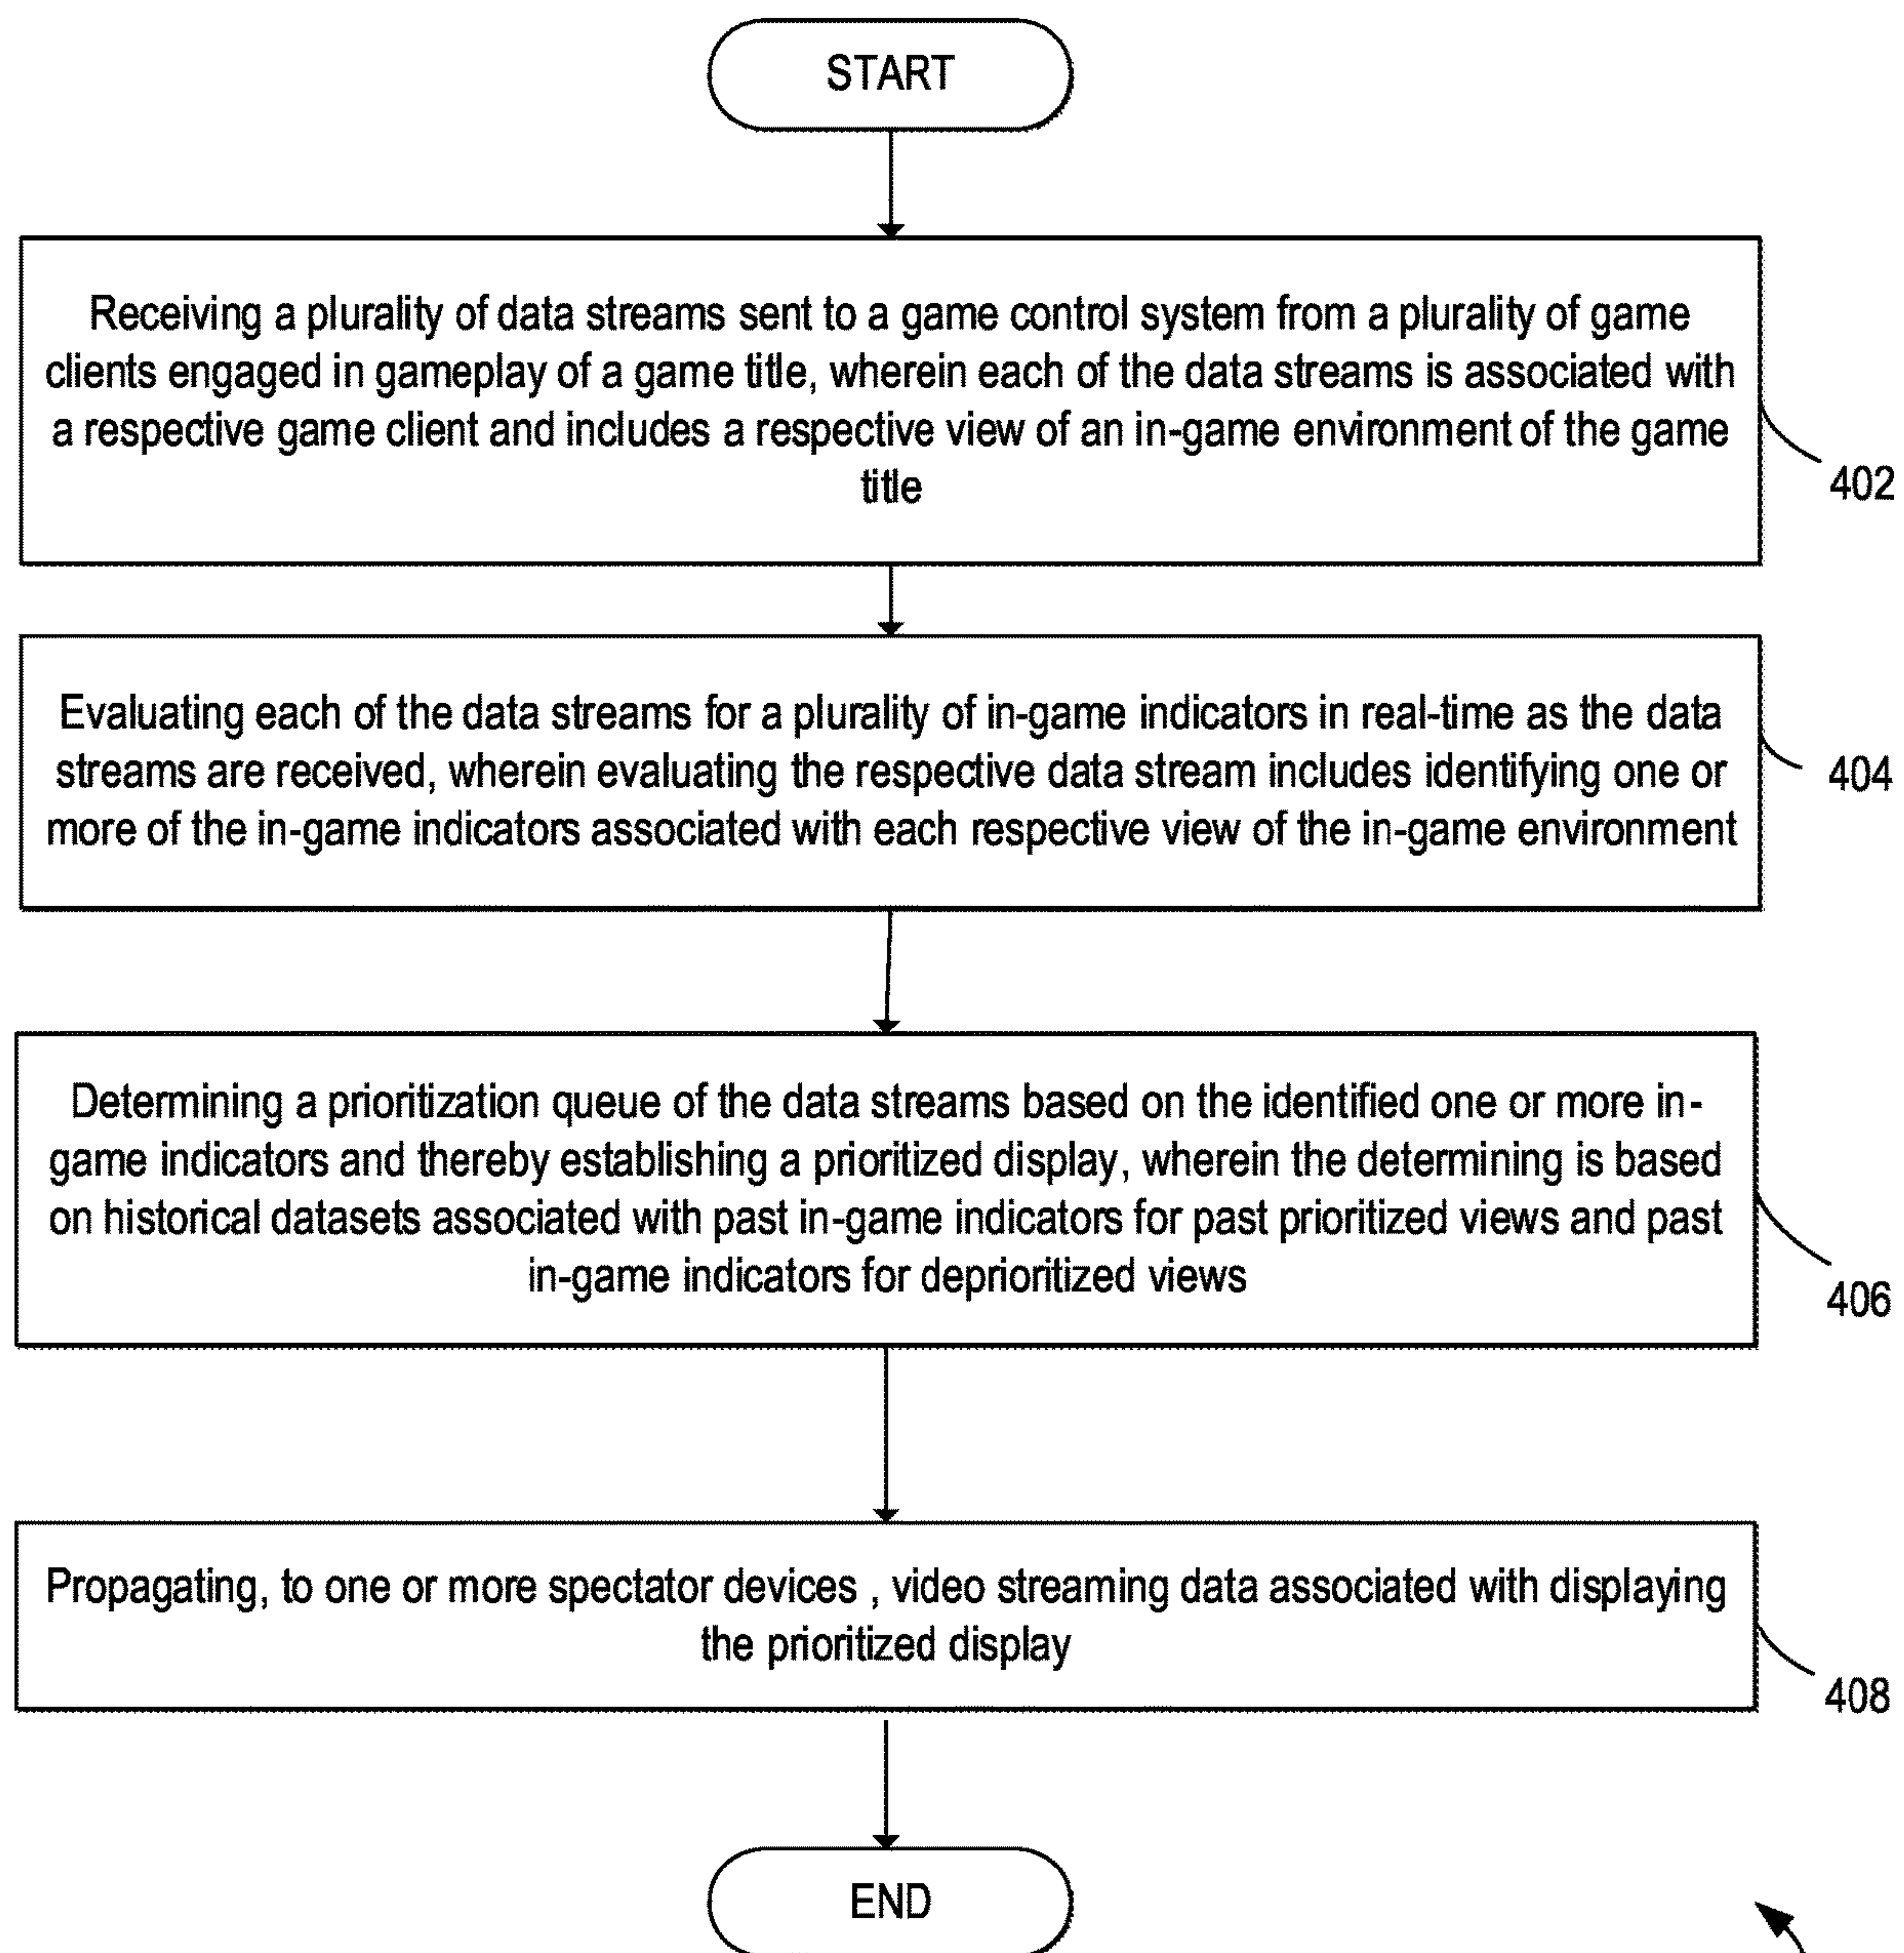 START
Receiving a plurality of data streams sent to a game control system from a plurality of game
clients engaged in gameplay of a game title, wherein each of the data streams is associated with
a respective game client and includes a respective view of an in-game environment of the game
title
402
Evaluating each of the data streams for a plurality of in-game indicators in real-time as the data
streams are received, wherein evaluating the respective data stream includes identifying one or
more of the in-game indicators associated with each respective view of the in-game environment
404
Determining a prioritization queue of the data streams based on the identified one or more in-
game indicators and thereby establishing a prioritized display, wherein the determining is based
on historical datasets associated with past in-game indicators for past prioritized views and past
in-game indicators for deprioritized views
406
Propagating, to one or more spectator devices , video streaming data associated with displaying
the prioritized display
408
END